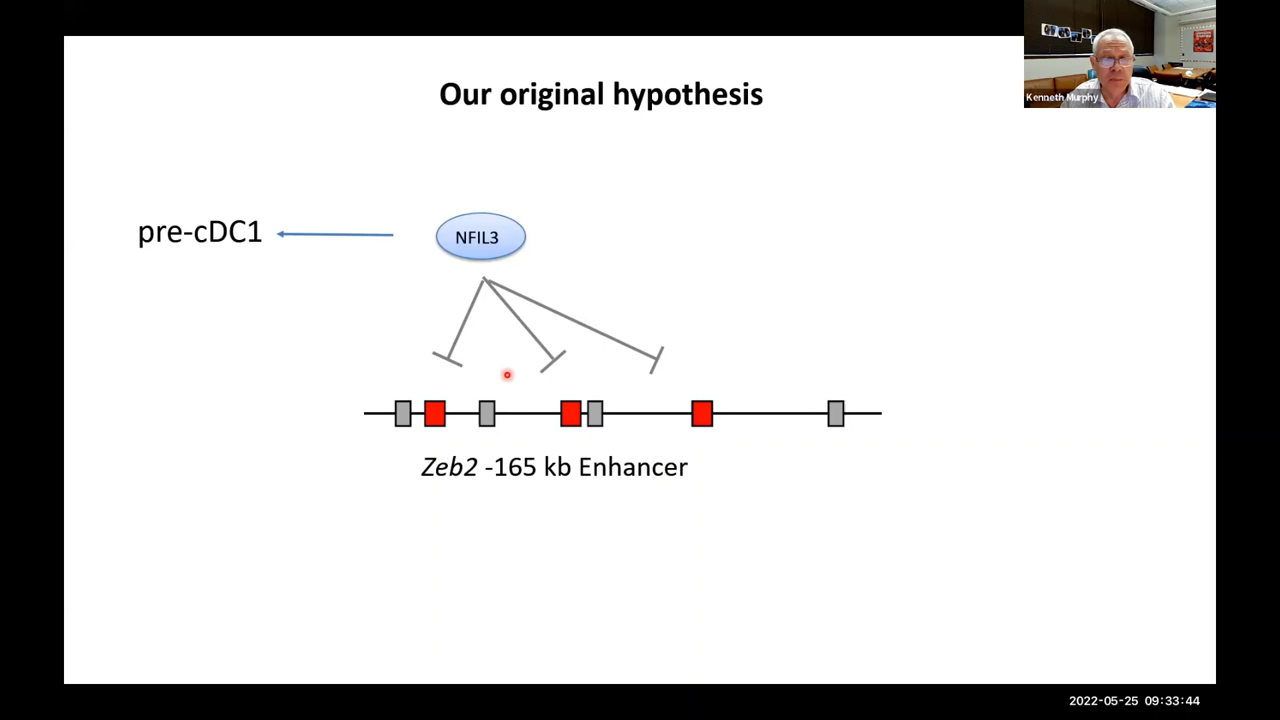 Our original hypothesis
Kenneth Murphy
pre-cDC1
NFIL3
Zeb2 -165 kb Enhancer
2022-05-25 09:33:44